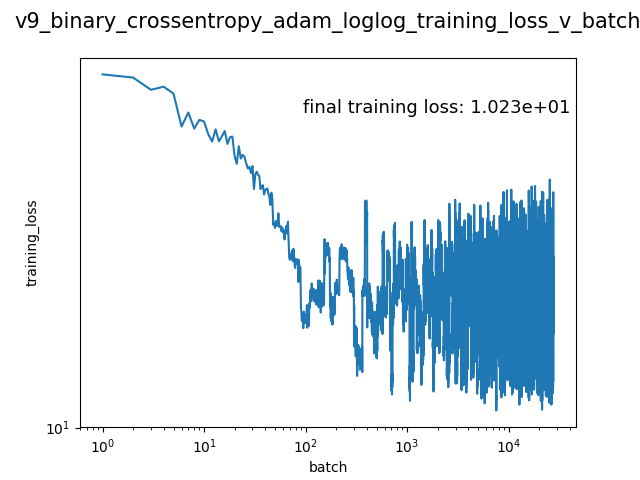 v9_binary_crossentropy_adam_loglog_training_loss_v_batch
final training loss: 1.023e+01
training_loss
10¹
10⁰ 10¹ 10² 10³ 10⁴
batch